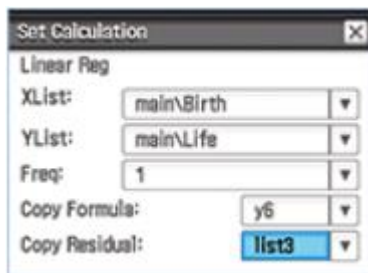 Set Calculation
Linear Reg
XList: main\Birth
YList: main\Life
Freq: 1
Copy Formula: y6
Copy Residual: list3